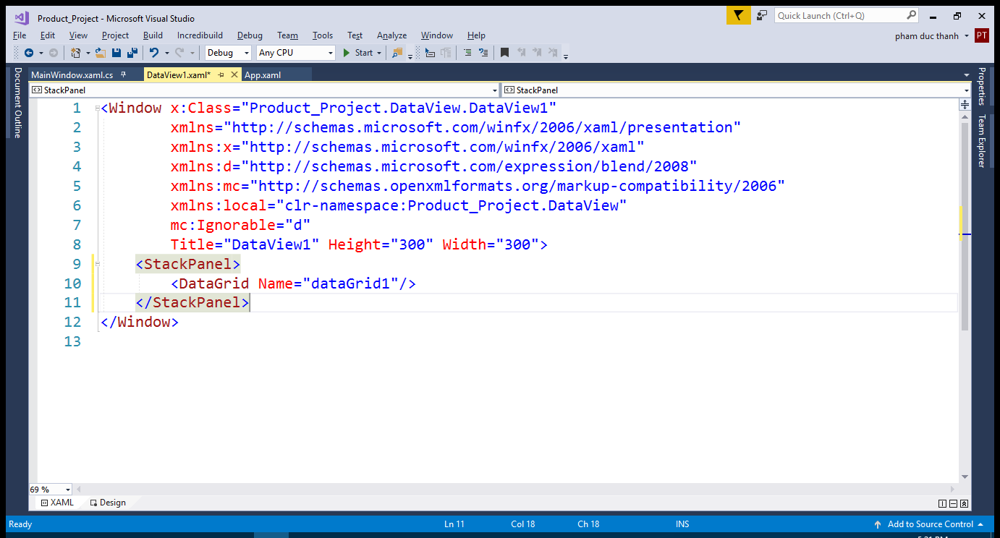 Product_Project - Microsoft Visual Studio
Quick Launch (Ctrl+Q)
File Edit View Project Build Incredibuild Debug Team Tools Test Analyze Window Help
pham duc thanh PT
Debug Any CPU Start
Document Outline
MainWindow.xaml.cs DataView1.xaml* App.xaml
Properties
Team Explorer
StackPanel StackPanel
1 <Window x:Class="Product_Project.DataView.DataView1"
2 xmlns="http://schemas.microsoft.com/winfx/2006/xaml/presentation"
3 xmlns:x="http://schemas.microsoft.com/winfx/2006/xaml"
4 xmlns:d="http://schemas.microsoft.com/expression/blend/2008"
5 xmlns:mc="http://schemas.openxmlformats.org/markup-compatibility/2006"
6 xmlns:local="clr-namespace:Product_Project.DataView"
7 mc:Ignorable="d"
8 Title="DataView1" Height="300" Width="300">
9 <StackPanel>
10 <DataGrid Name="dataGrid1"/>
11 </StackPanel>
12 </Window>
13
69 %
XAML Design
Ready Ln 11 Col 18 Ch 18 INS Add to Source Control